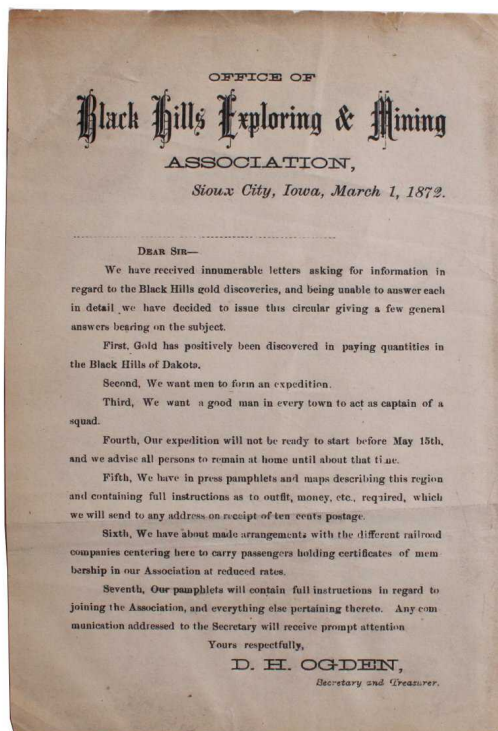 OFFICE OF
Black Hills Exploring & Mining
ASSOCIATION,
Sioux City, Iowa, March 1, 1872.
DEAR SIR—
We have received innumerable letters asking for information in
regard to the Black Hills gold discoveries, and being unable to answer each
in detail we have decided to issue this circular giving a few general
answers bearing on the subject.
First, Gold has positively been discovered in paying quantities in
the Black Hills of Dakota.
Second, We want men to form an expedition.
Third, We want a good man in every town to act as captain of a
squad.
Fourth, Our expedition will not be ready to start before May 15th,
and we advise all persons to remain at home until about that time.
Fifth, We have in press pamphlets and maps describing this region
and containing full instructions as to outfit, money, etc., required, which
we will send to any address on receipt of ten cents postage.
Sixth, We have about made arrangements with the different railroad
companies centering here to carry passengers holding certificates of mem
bership in our Association at reduced rates.
Seventh, Our pamphlets will contain full instructions in regard to
joining the Association, and everything else pertaining thereto. Any com
munication addressed to the Secretary will receive prompt attention
Yours respectfully,
D. H. OGDEN,
Secretary and Treasurer.